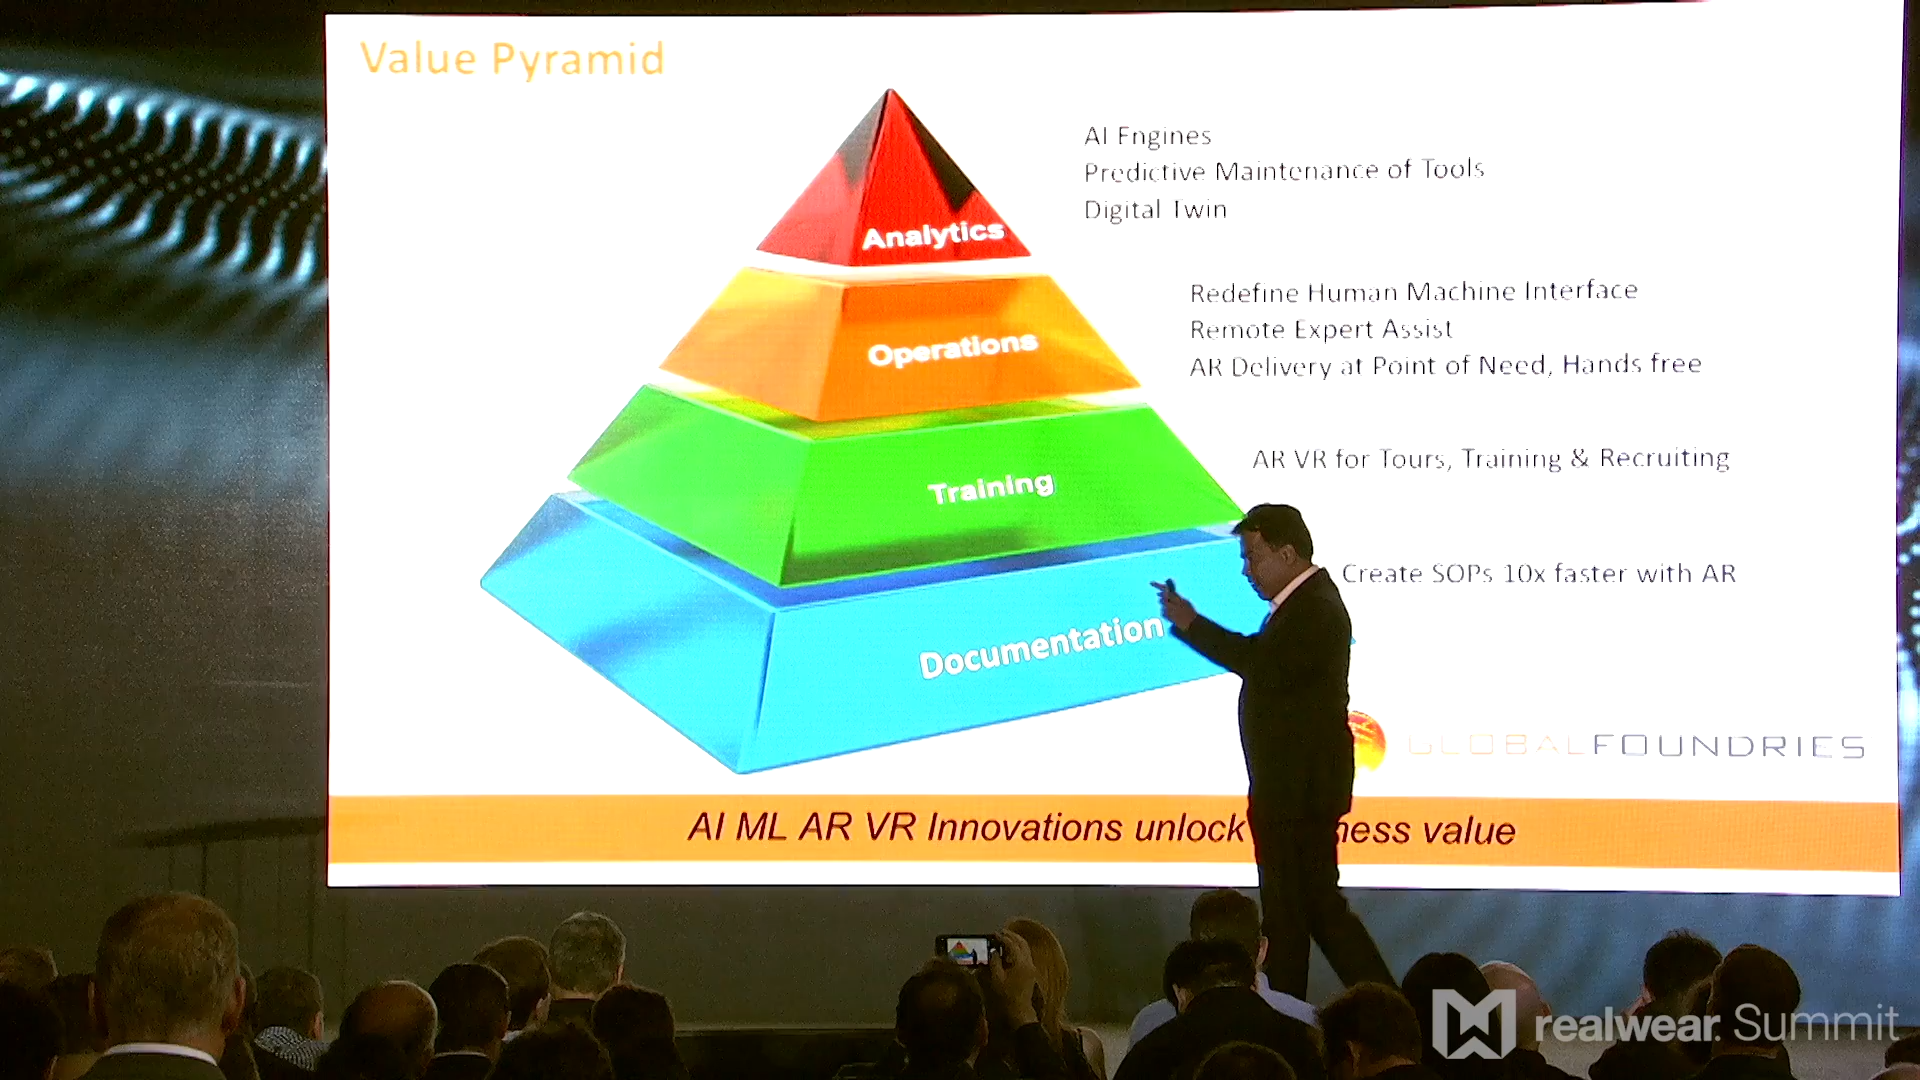 Value Pyramid
AI Engines
Predictive Maintenance of Tools
Digital Twin
Analytics
Redefine Human Machine Interface
Remote Expert Assist
AR Delivery at Point of Need, Hands free
Operations
AR VR for Tours, Training & Recruiting
Training
Create SOPs 10x faster with AR
Documentation
GLOBALFOUNDRIES
AI ML AR VR Innovations unlock value
realwear. Summit